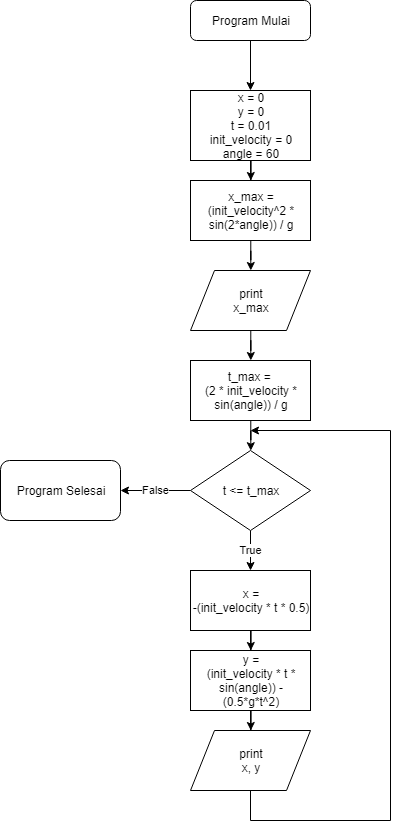 Program Mulai
x = 0
y = 0
t = 0.01
init_velocity = 0
angle = 60
x_max =
(init_velocity^2 *
sin(2*angle)) / g
print
x_max
t_max =
(2 * init_velocity *
sin(angle)) / g
Program Selesai
False
t <= t_max
True
x =
-(init_velocity * t * 0.5)
y =
(init_velocity * t *
sin(angle)) -
(0.5*g*t^2)
print
x, y